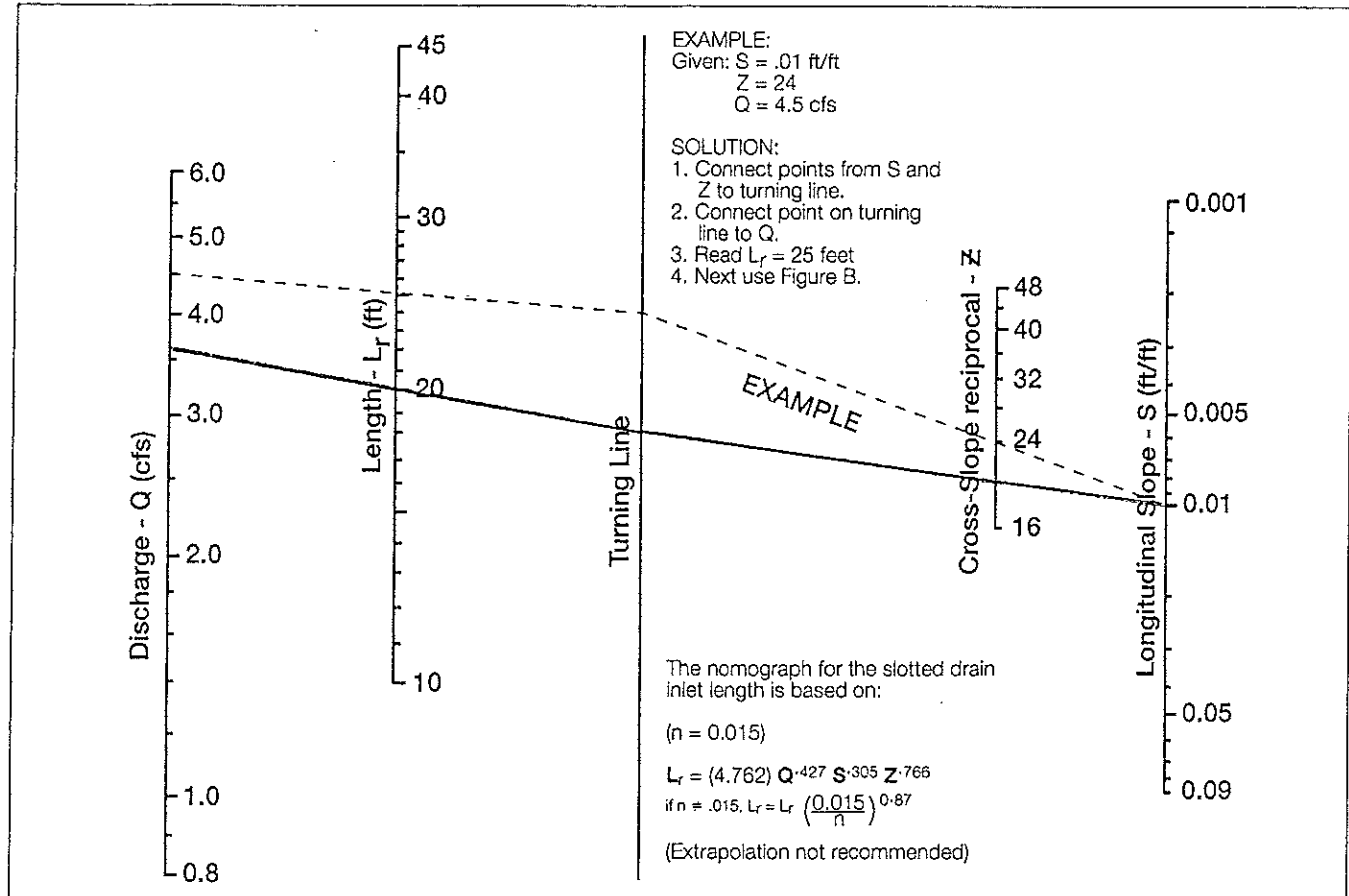 EXAMPLE:
Given: S = .01 ft/ft
Z = 24
Q = 4.5 cfs
SOLUTION:
1. Connect points from S and
Z to turning line.
2. Connect point on turning
line to Q.
3. Read Lr = 25 feet
4. Next use Figure B.
Discharge - Q (cfs)
6.0
5.0
4.0
3.0
2.0
1.0
0.8
Length - Lr (ft)
45
40
30
20
10
Turning Line
EXAMPLE
Cross-Slope reciprocal - Z
48
40
32
24
16
Longitudinal Slope - S (ft/ft)
0.001
0.005
0.01
0.05
0.09
The nomograph for the slotted drain
inlet length is based on:
(n = 0.015)
Lr = (4.762) Q^.427 S^.305 Z^.766
if n ≠ .015, Lr = Lr (0.015/n)^0.87
(Extrapolation not recommended)